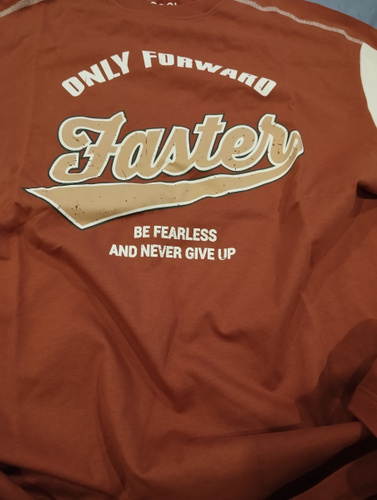 ONLY FORWARD
Faster
BE FEARLESS
AND NEVER GIVE UP